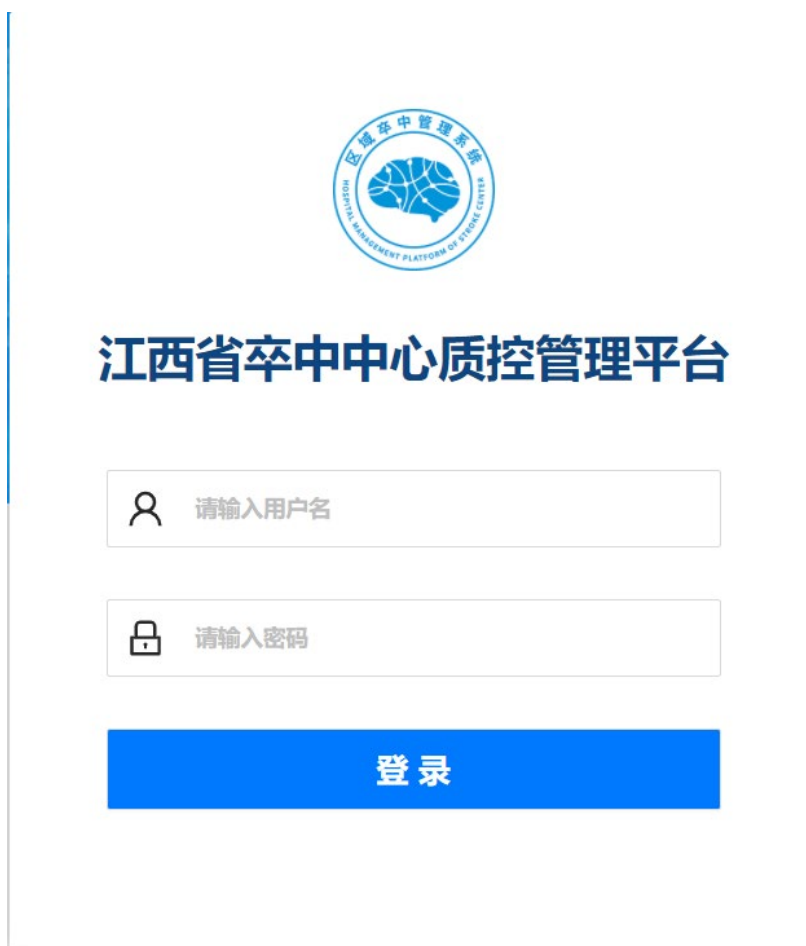 区域卒中管理系统
HOSPITAL MANAGEMENT PLATFORM OF STROKE CENTER
江西省卒中中心质控管理平台
请输入用户名
请输入密码
登录